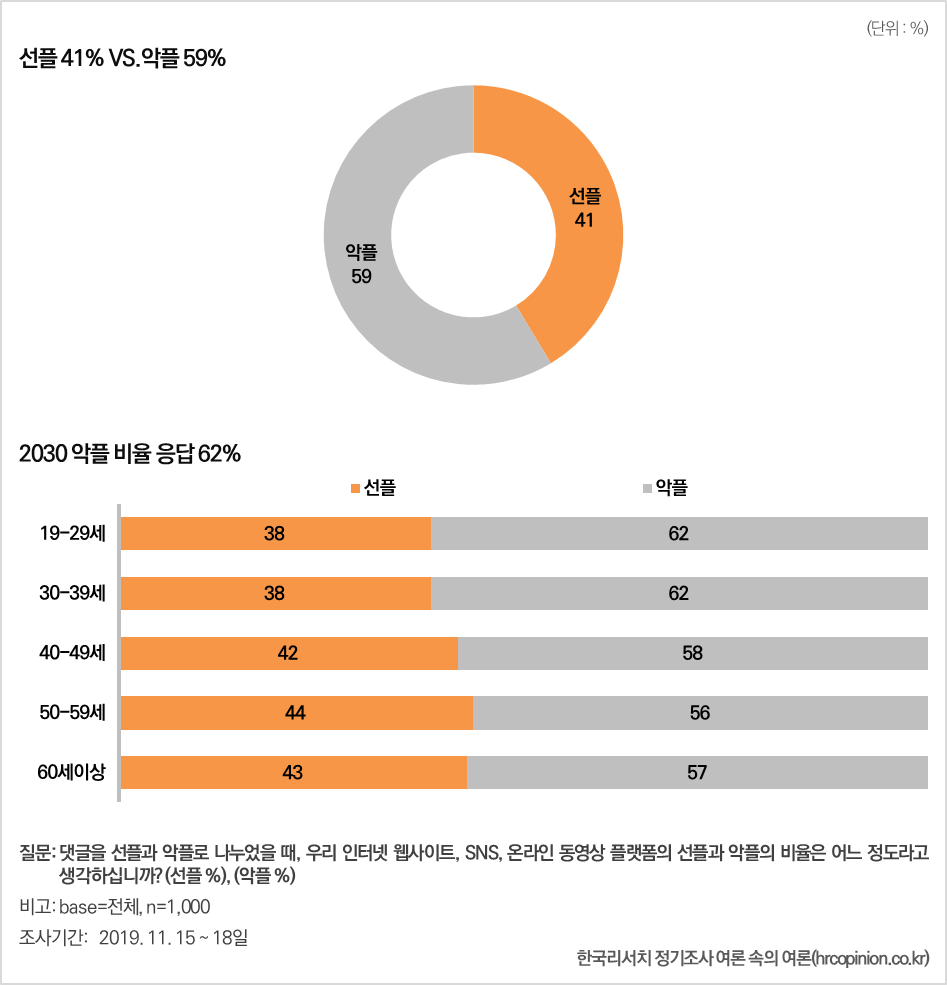 (단위 : %)
선플 41% VS.악플 59%
선플
41
악플
59
2030 악플 비율 응답 62%
선플 악플
19-29세 38 62
30-39세 38 62
40-49세 42 58
50-59세 44 56
60세이상 43 57
질문: 댓글을 선플과 악플로 나누었을 때, 우리 인터넷 웹사이트, SNS, 온라인 동영상 플랫폼의 선플과 악플의 비율은 어느 정도라고
생각하십니까? (선플 %), (악플 %)
비고: base=전체, n=1,000
조사기간: 2019. 11. 15 ~ 18일
한국리서치 정기조사 여론 속의 여론(hrcopinion.co.kr)